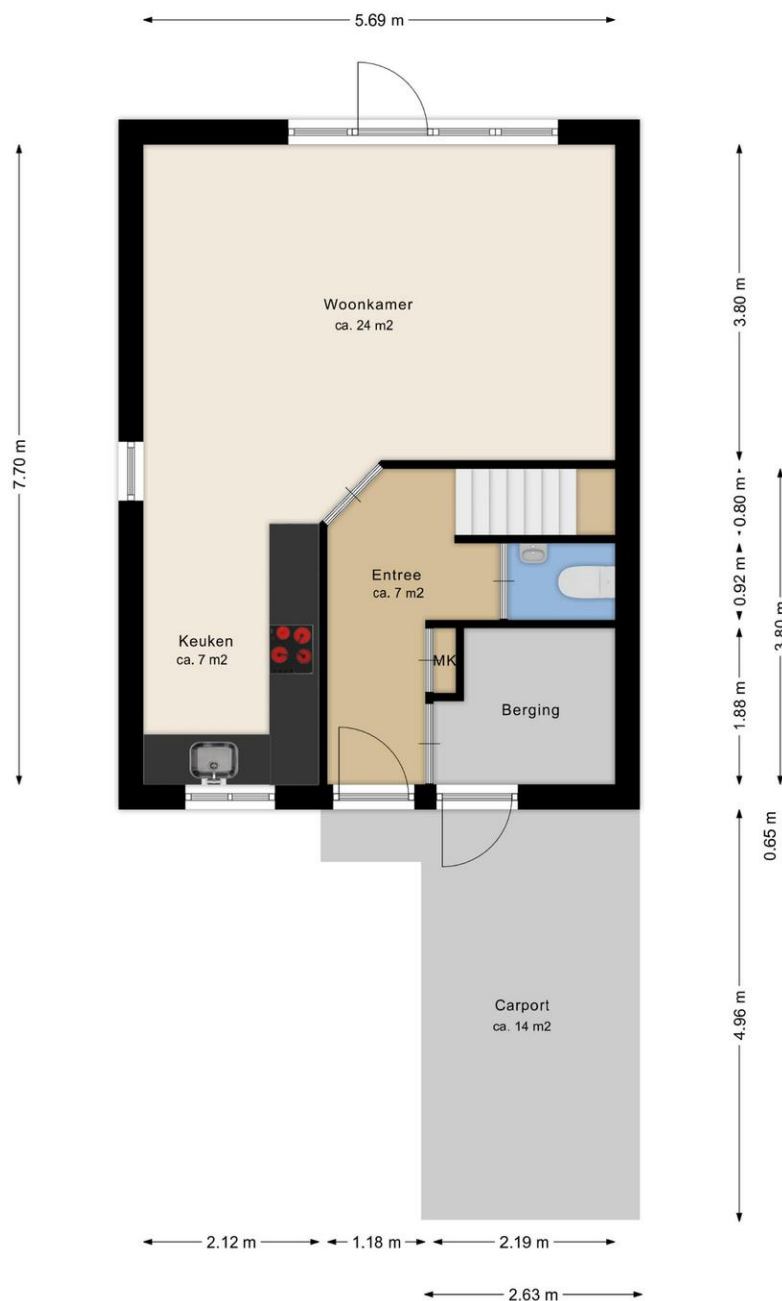 5.69 m
7.70 m
3.80 m
Woonkamer
ca. 24 m2
0.80 m
0.92 m
3.80 m
Entree
ca. 7 m2
Keuken
ca. 7 m2
MK
1.88 m
Berging
0.65 m
Carport
ca. 14 m2
4.96 m
2.12 m
1.18 m
2.19 m
2.63 m